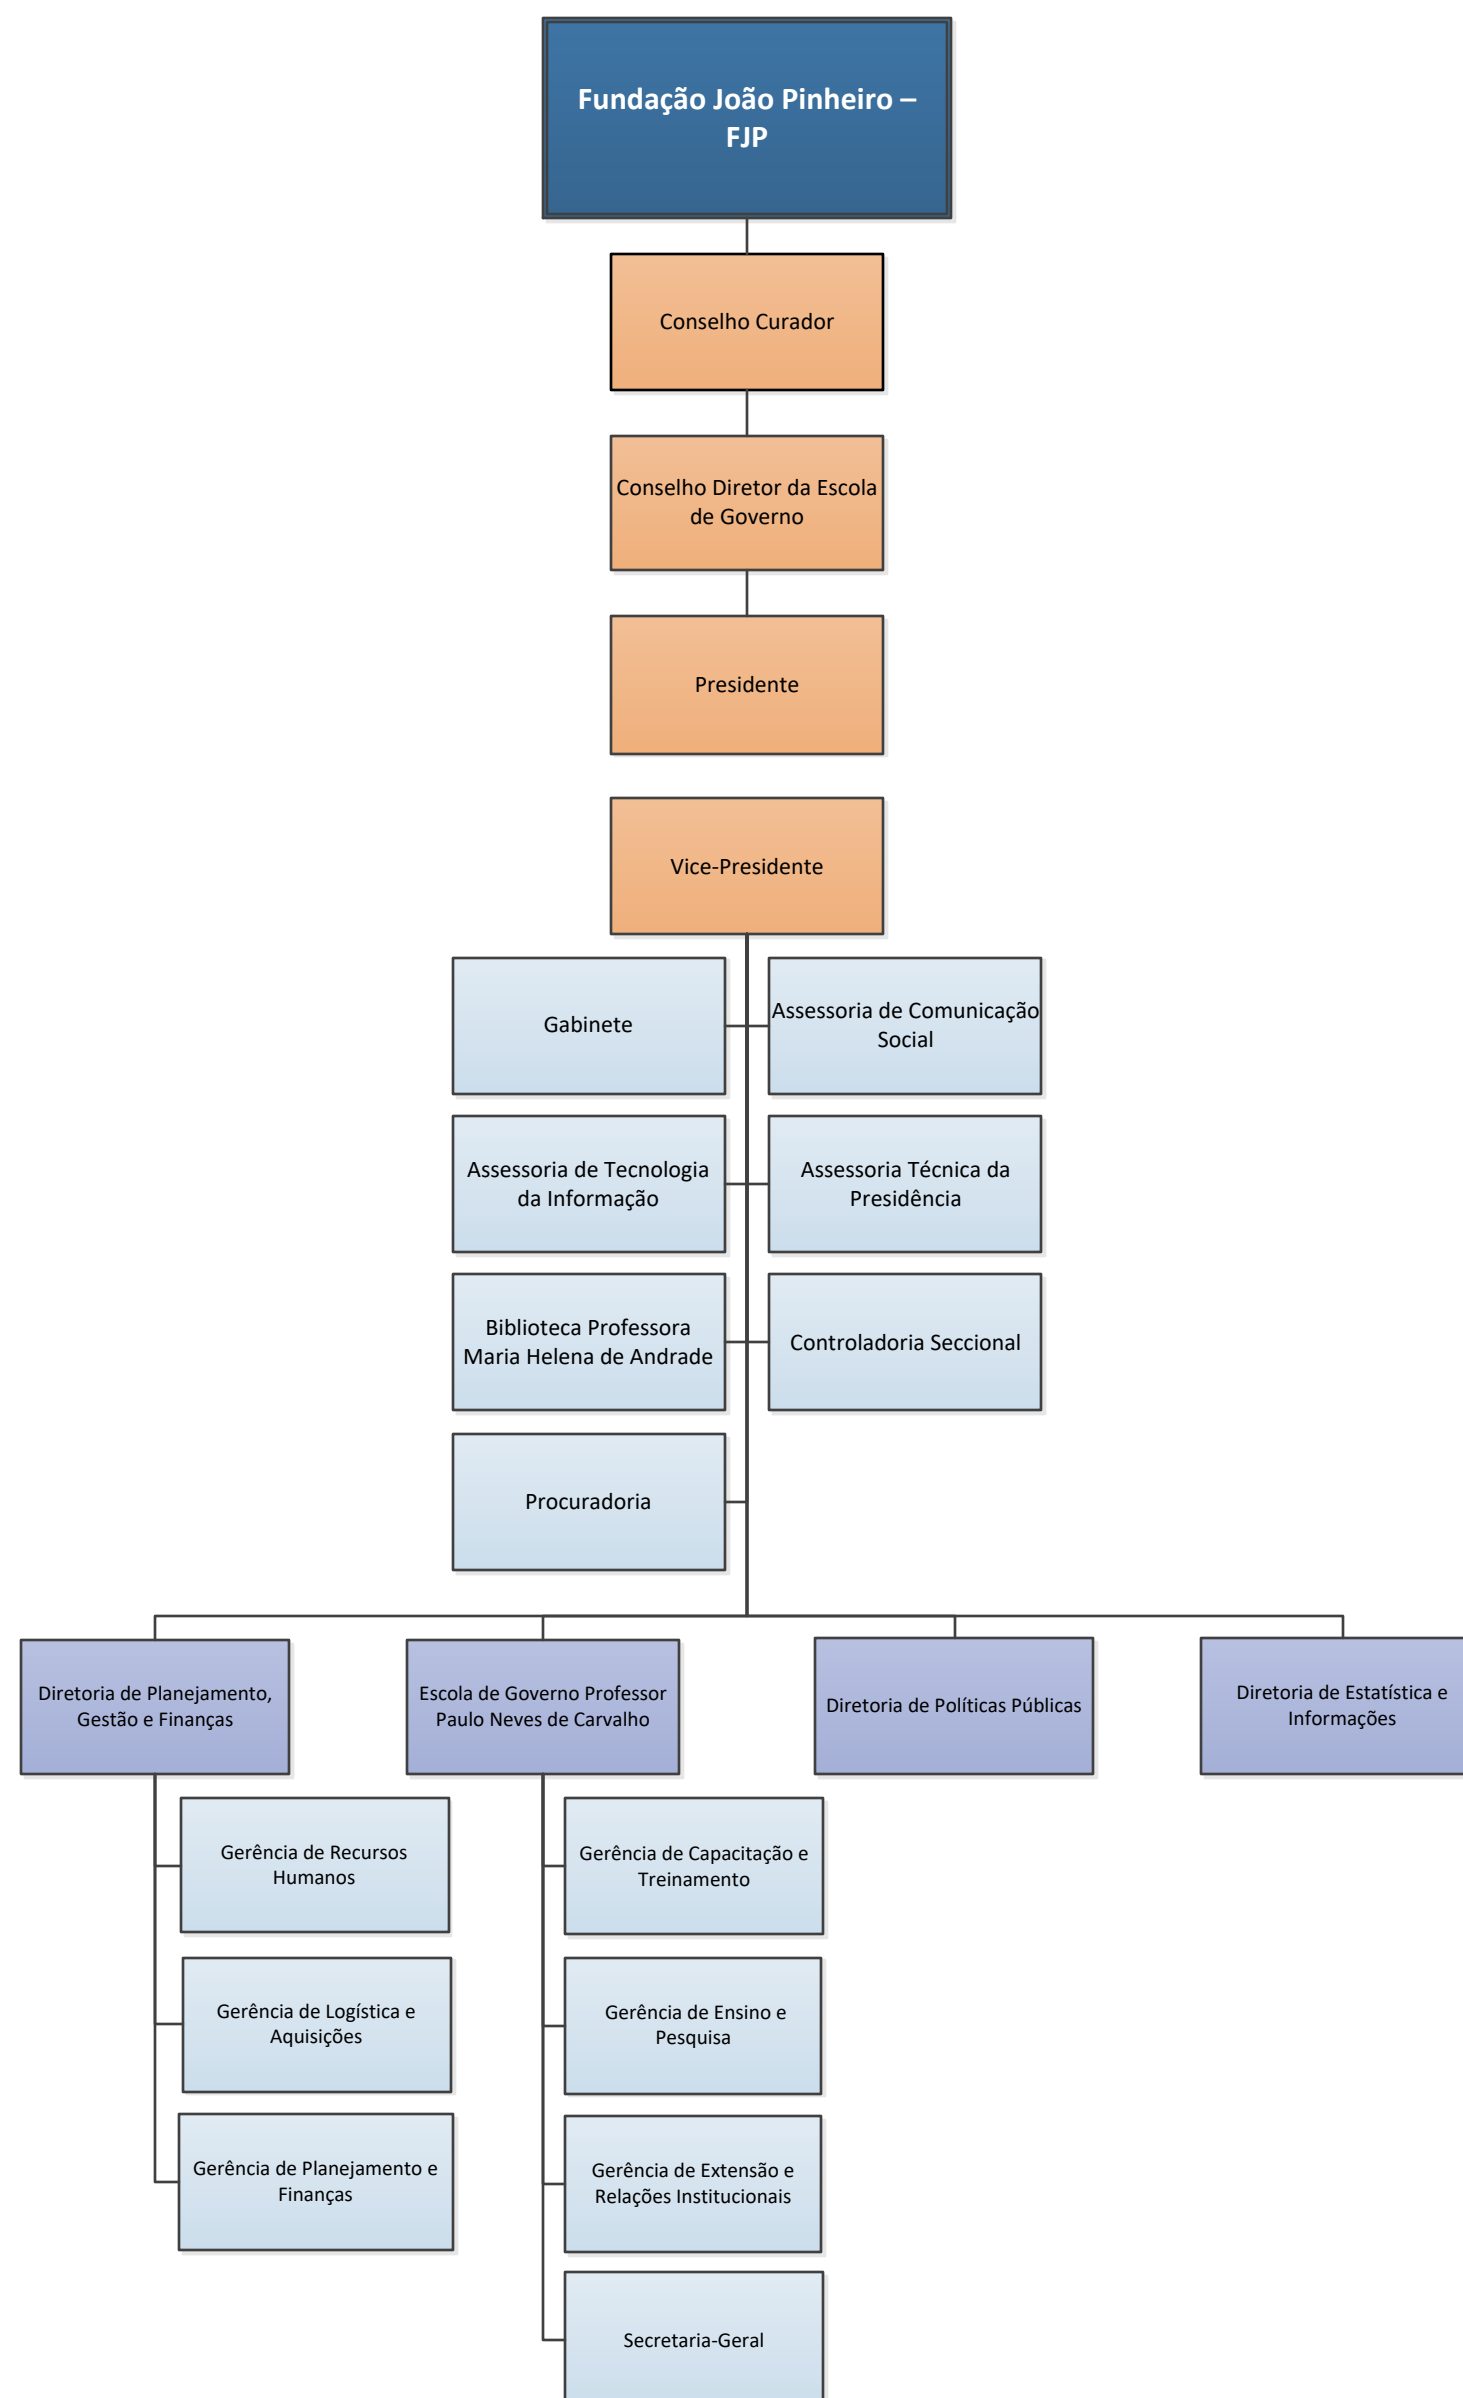 Fundação João Pinheiro –
FJP
Conselho Curador
Conselho Diretor da Escola
de Governo
Presidente
Vice-Presidente
Gabinete
Assessoria de Comunicação
Social
Assessoria de Tecnologia
da Informação
Assessoria Técnica da
Presidência
Biblioteca Professora
Maria Helena de Andrade
Controladoria Seccional
Procuradoria
Diretoria de Planejamento,
Gestão e Finanças
Escola de Governo Professor
Paulo Neves de Carvalho
Diretoria de Políticas Públicas
Diretoria de Estatística e
Informações
Gerência de Recursos
Humanos
Gerência de Capacitação e
Treinamento
Gerência de Logística e
Aquisições
Gerência de Ensino e
Pesquisa
Gerência de Planejamento e
Finanças
Gerência de Extensão e
Relações Institucionais
Secretaria-Geral